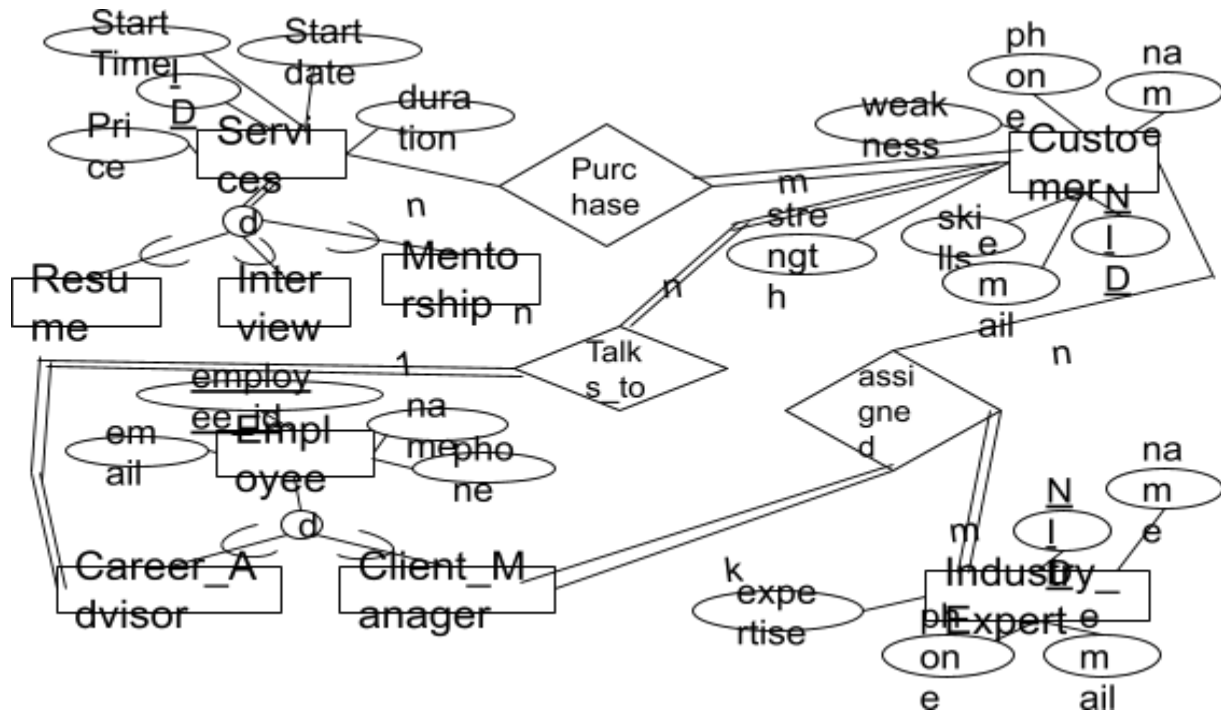 Start
Time
I
D
Start
date
Pri
ce
dura
tion
Servi
ces
Purc
hase
ph
on
e
na
m
e
weak
ness
Custo
mer
d
n
m
stre
ngt
h
ski
lls
e
m
ail
N
I
D
Resu
me
Inter
view
Mento
rship
n
n
Talk
s_to
1
assi
gne
d
n
employ
ee_id
em
ail
na
me
pho
ne
Empl
oyee
d
Career_A
dvisor
Client_M
anager
k
m
N
I
D
na
m
e
expe
rtise
Industry_
Expert
ph
on
e
e
m
ail